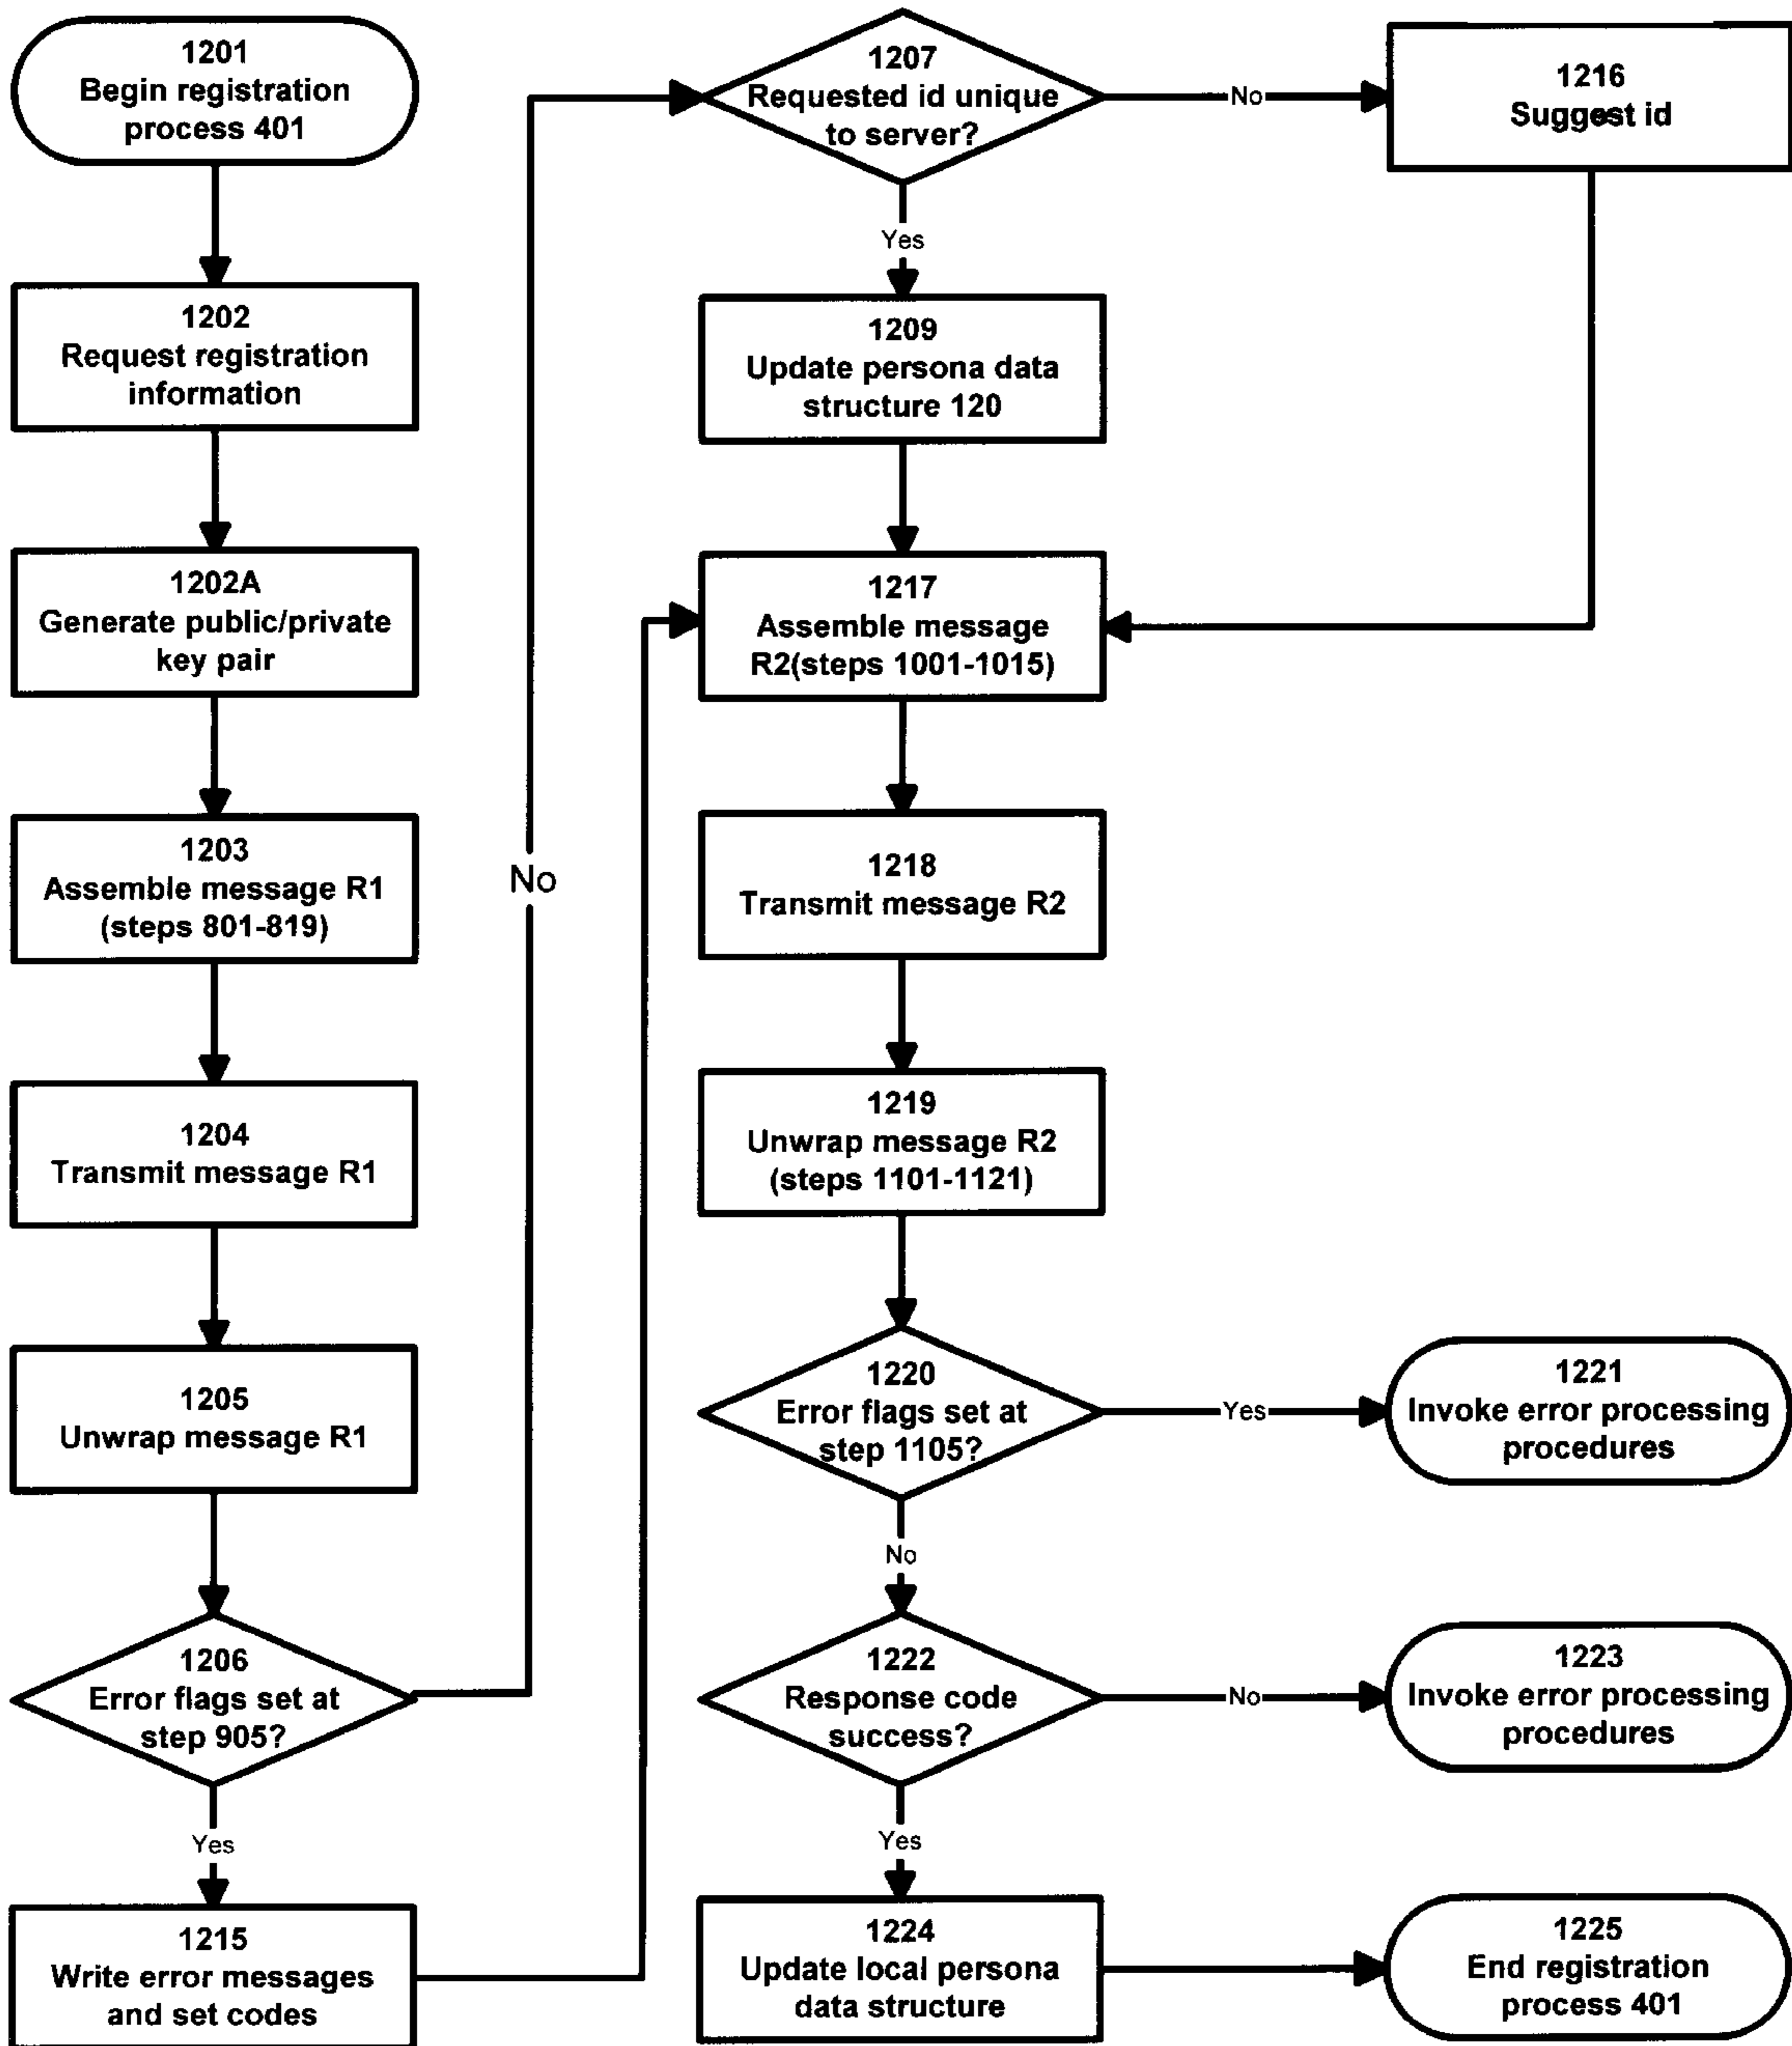 1201
Begin registration
process 401
1202
Request registration
information
1202A
Generate public/private
key pair
1203
Assemble message R1
(steps 801-819)
1204
Transmit message R1
1205
Unwrap message R1
1206
Error flags set at
step 905?
No
Yes
1215
Write error messages
and set codes
1207
Requested id unique
to server?
No
1216
Suggest id
Yes
1209
Update persona data
structure 120
1217
Assemble message
R2(steps 1001-1015)
1218
Transmit message R2
1219
Unwrap message R2
(steps 1101-1121)
1220
Error flags set at
step 1105?
Yes
1221
Invoke error processing
procedures
No
1222
Response code
success?
No
1223
Invoke error processing
procedures
Yes
1224
Update local persona
data structure
1225
End registration
process 401